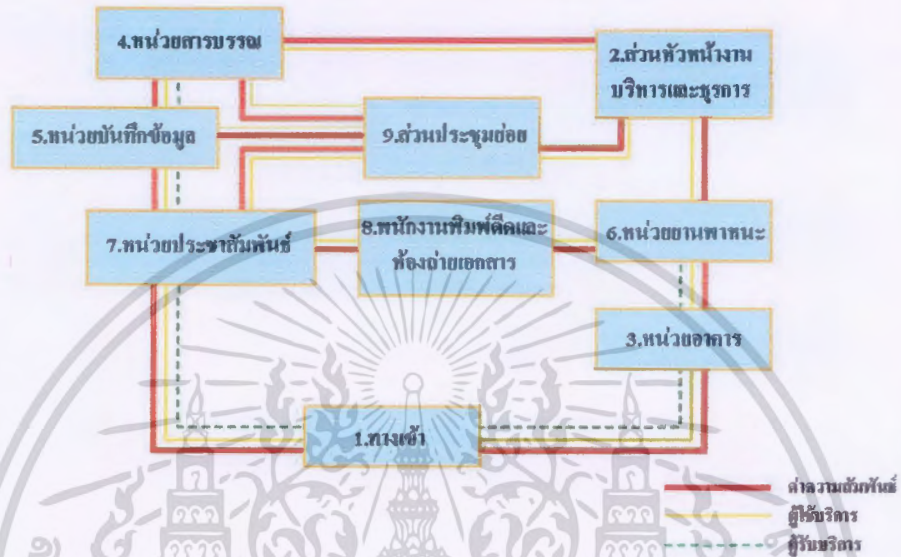 4.หน่วยสารบรรณ
2.ส่วนหัวหน้างาน
บริหารและธุรการ
5.หน่วยบันทึกข้อมูล
9.ส่วนประชุมย่อย
7.หน่วยประชาสัมพันธ์
8.พนักงานพิมพ์ดีดและ
ห้องถ่ายเอกสาร
6.หน่วยยานพาหนะ
3.หน่วยอาคาร
1.ทางเข้า
ค่าความสัมพันธ์
ผู้ใช้บริการ
ผู้รับบริการ